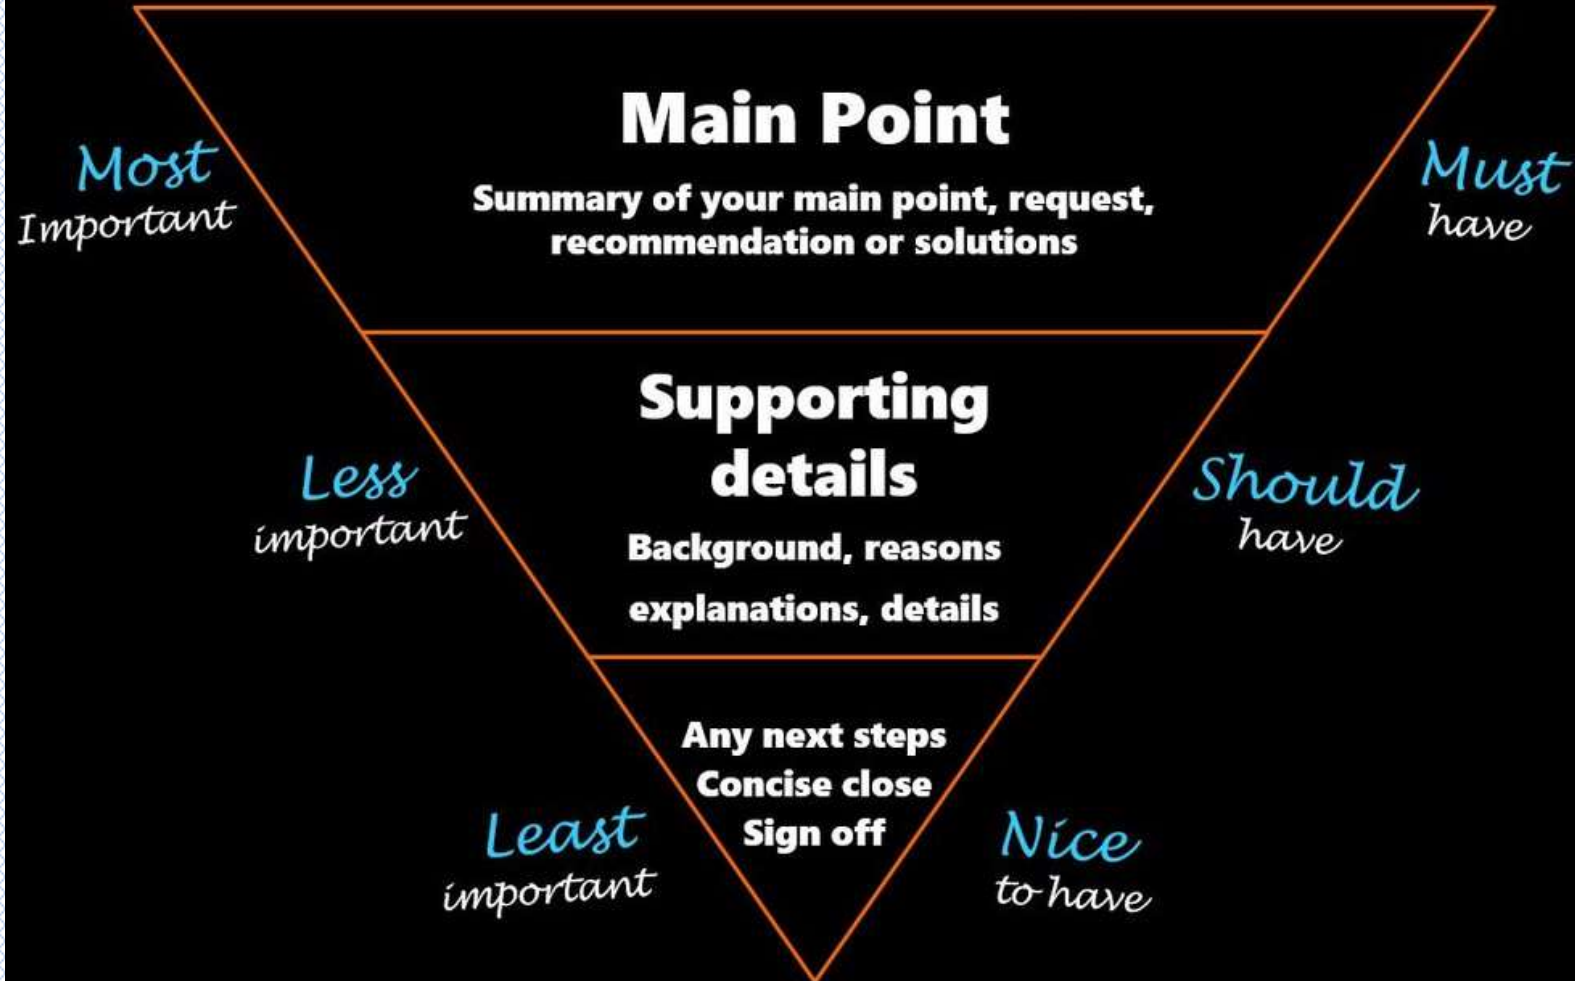 Main Point
Summary of your main point, request,
recommendation or solutions
Most
Important
Must
have
Supporting
details
Background, reasons
explanations, details
Less
important
Should
have
Any next steps
Concise close
Sign off
Least
important
Nice
to have